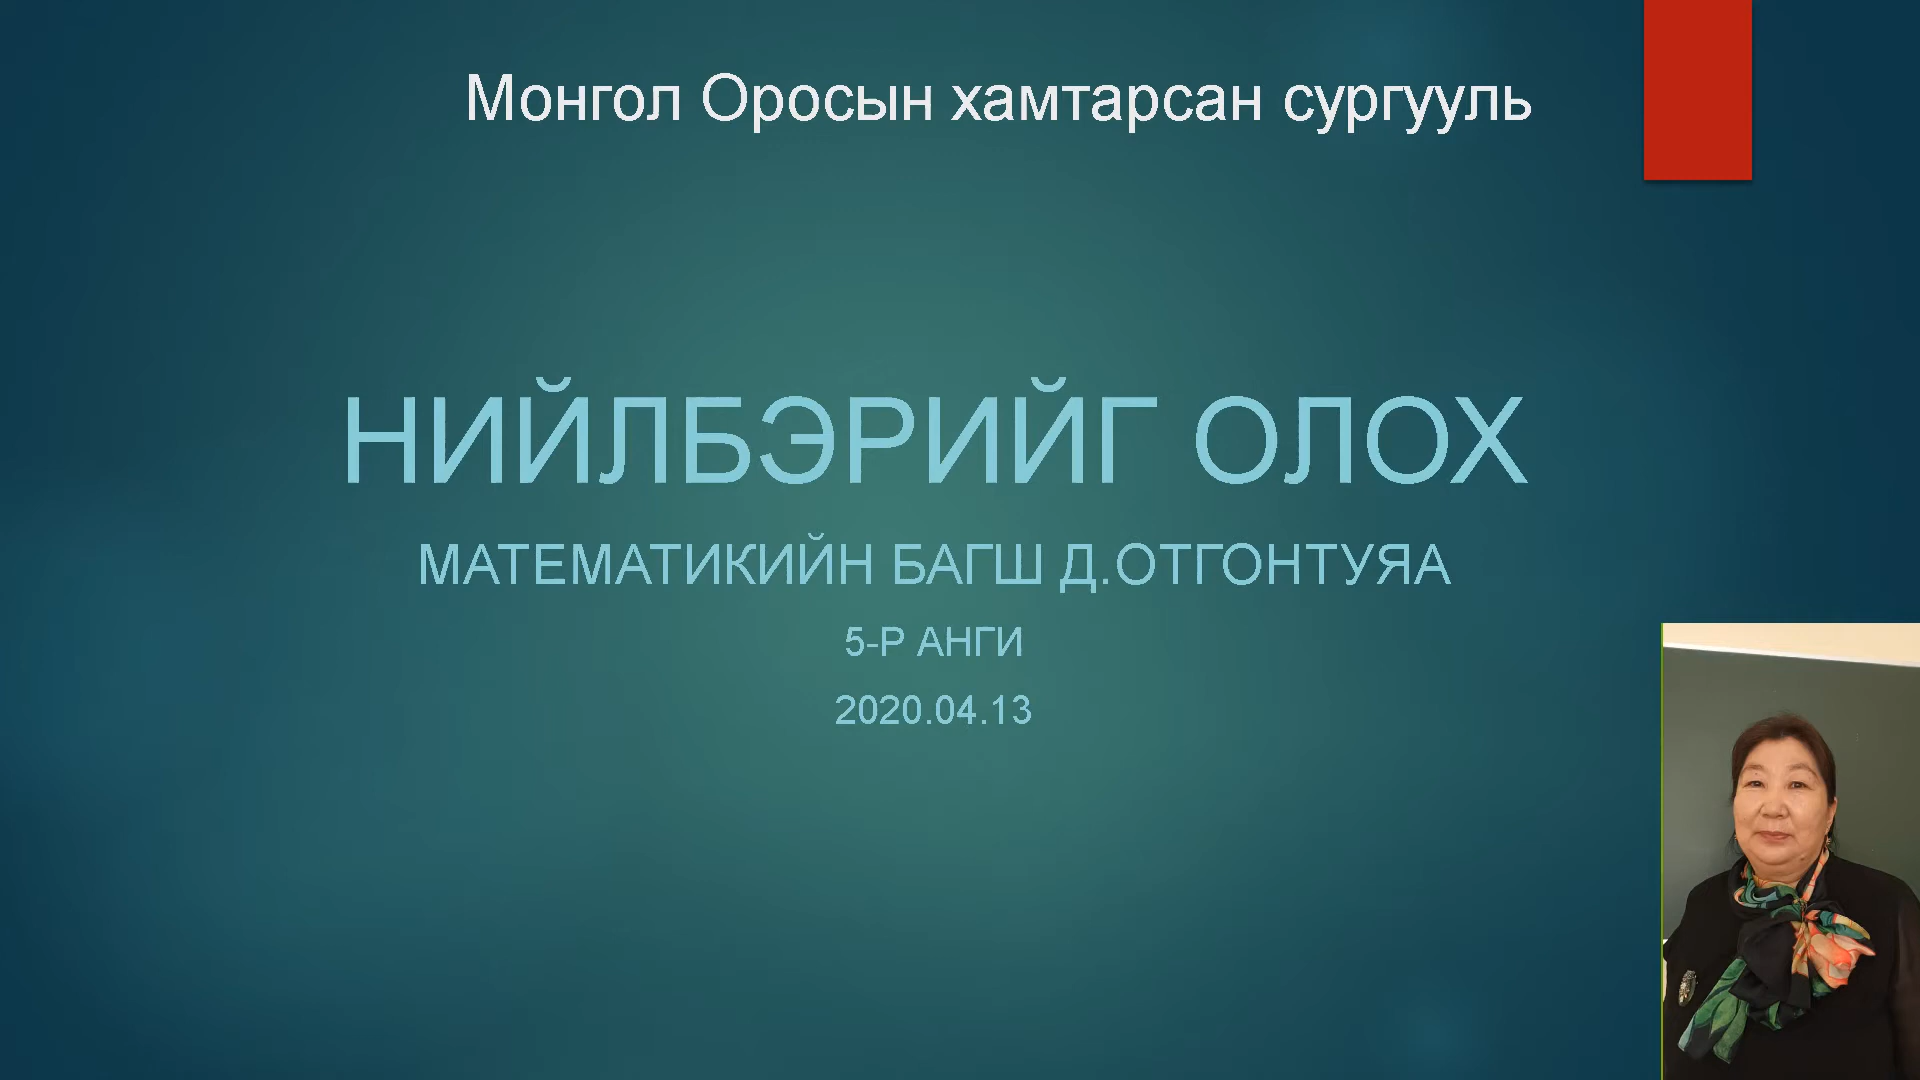 Монгол Оросын хамтарсан сургууль
НИЙЛБЭРИЙГ ОЛОХ
МАТЕМАТИКИЙН БАГШ Д.ОТГОНТУЯА
5-Р АНГИ
2020.04.13